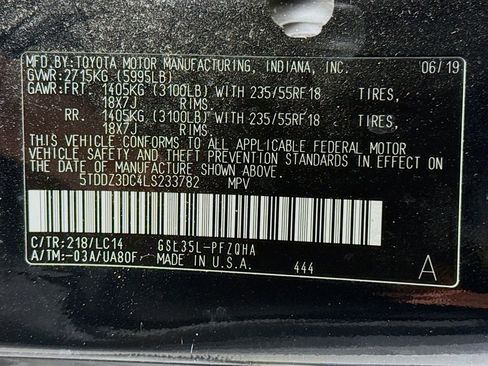 MFD.BY:TOYOTA MOTOR MANUFACTURING, INDIANA, INC. 06/19
GVWR:2715KG (5995LB)
GAWR:FRT. 1405KG (3100LB) WITH 235/55RF18 TIRES,
18X7J RIMS.
RR. 1405KG (3100LB) WITH 235/55RF18 TIRES,
18X7J RIMS.
THIS VEHICLE CONFORMS TO ALL APPLICABLE FEDERAL MOTOR
VEHICLE SAFETY AND THEFT PREVENTION STANDARDS IN EFFECT ON
THE DATE OF MANUFACTURE SHOWN ABOVE.
5TDDZ3DC4LS233782 MPV
C/TR:218/LC14 GSL35L-PFZQHA
A/TM:-03A/UA80F MADE IN U.S.A. 444 A